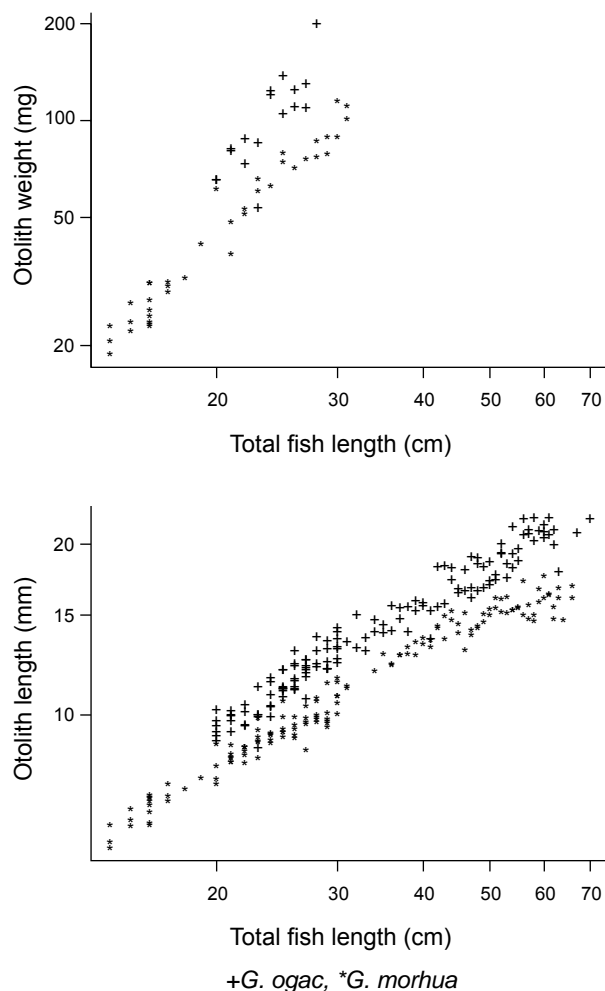 200
100
50
20
Otolith weight (mg)
20 30 40 50 60 70
Total fish length (cm)
20
15
10
Otolith length (mm)
20 30 40 50 60 70
Total fish length (cm)
+G. ogac, *G. morhua